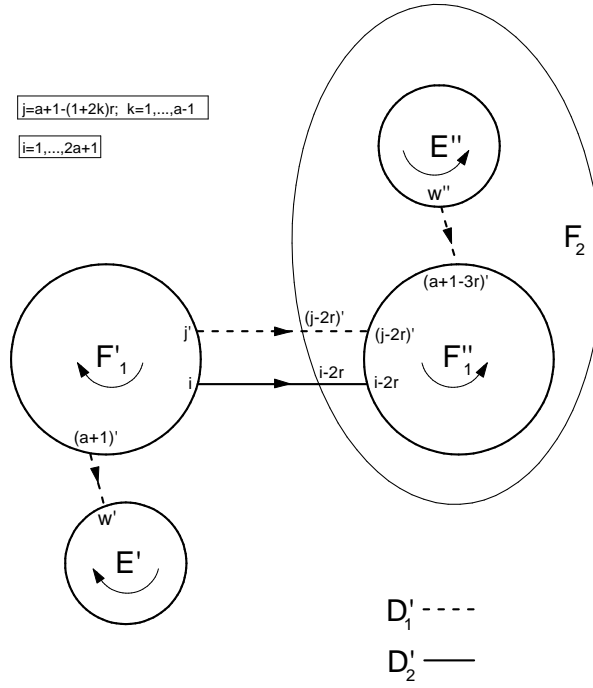 j=a+1-(1+2k)r; k=1,...,a-1
i=1,...,2a+1
E''
w''
F₂
(a+1-3r)'
j' (j-2r)' (j-2r)'
F'₁ F''₁
i i-2r i-2r
(a+1)'
w'
E'
D'₁
D'₂